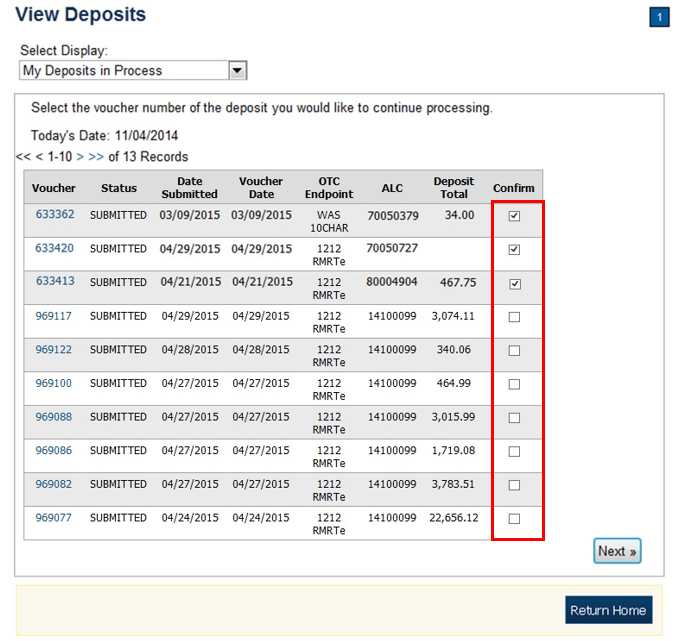 View Deposits
1
Select Display:
My Deposits in Process
Select the voucher number of the deposit you would like to continue processing.
Today's Date: 11/04/2014
<< < 1-10 > >> of 13 Records
Voucher Status Date Submitted Voucher Date OTC Endpoint ALC Deposit Total Confirm
633362 SUBMITTED 03/09/2015 03/09/2015 WAS 10CHAR 70050379 34.00
633420 SUBMITTED 04/29/2015 04/29/2015 1212 RMRTe 70050727
633413 SUBMITTED 04/21/2015 04/21/2015 1212 RMRTe 80004904 467.75
969117 SUBMITTED 04/29/2015 04/29/2015 1212 RMRTe 14100099 3,074.11
969122 SUBMITTED 04/28/2015 04/28/2015 1212 RMRTe 14100099 340.06
969100 SUBMITTED 04/27/2015 04/27/2015 1212 RMRTe 14100099 464.99
969088 SUBMITTED 04/27/2015 04/27/2015 1212 RMRTe 14100099 3,015.99
969086 SUBMITTED 04/27/2015 04/27/2015 1212 RMRTe 14100099 1,719.08
969082 SUBMITTED 04/27/2015 04/27/2015 1212 RMRTe 14100099 3,783.51
969077 SUBMITTED 04/24/2015 04/24/2015 1212 RMRTe 14100099 22,656.12
Next »
Return Home